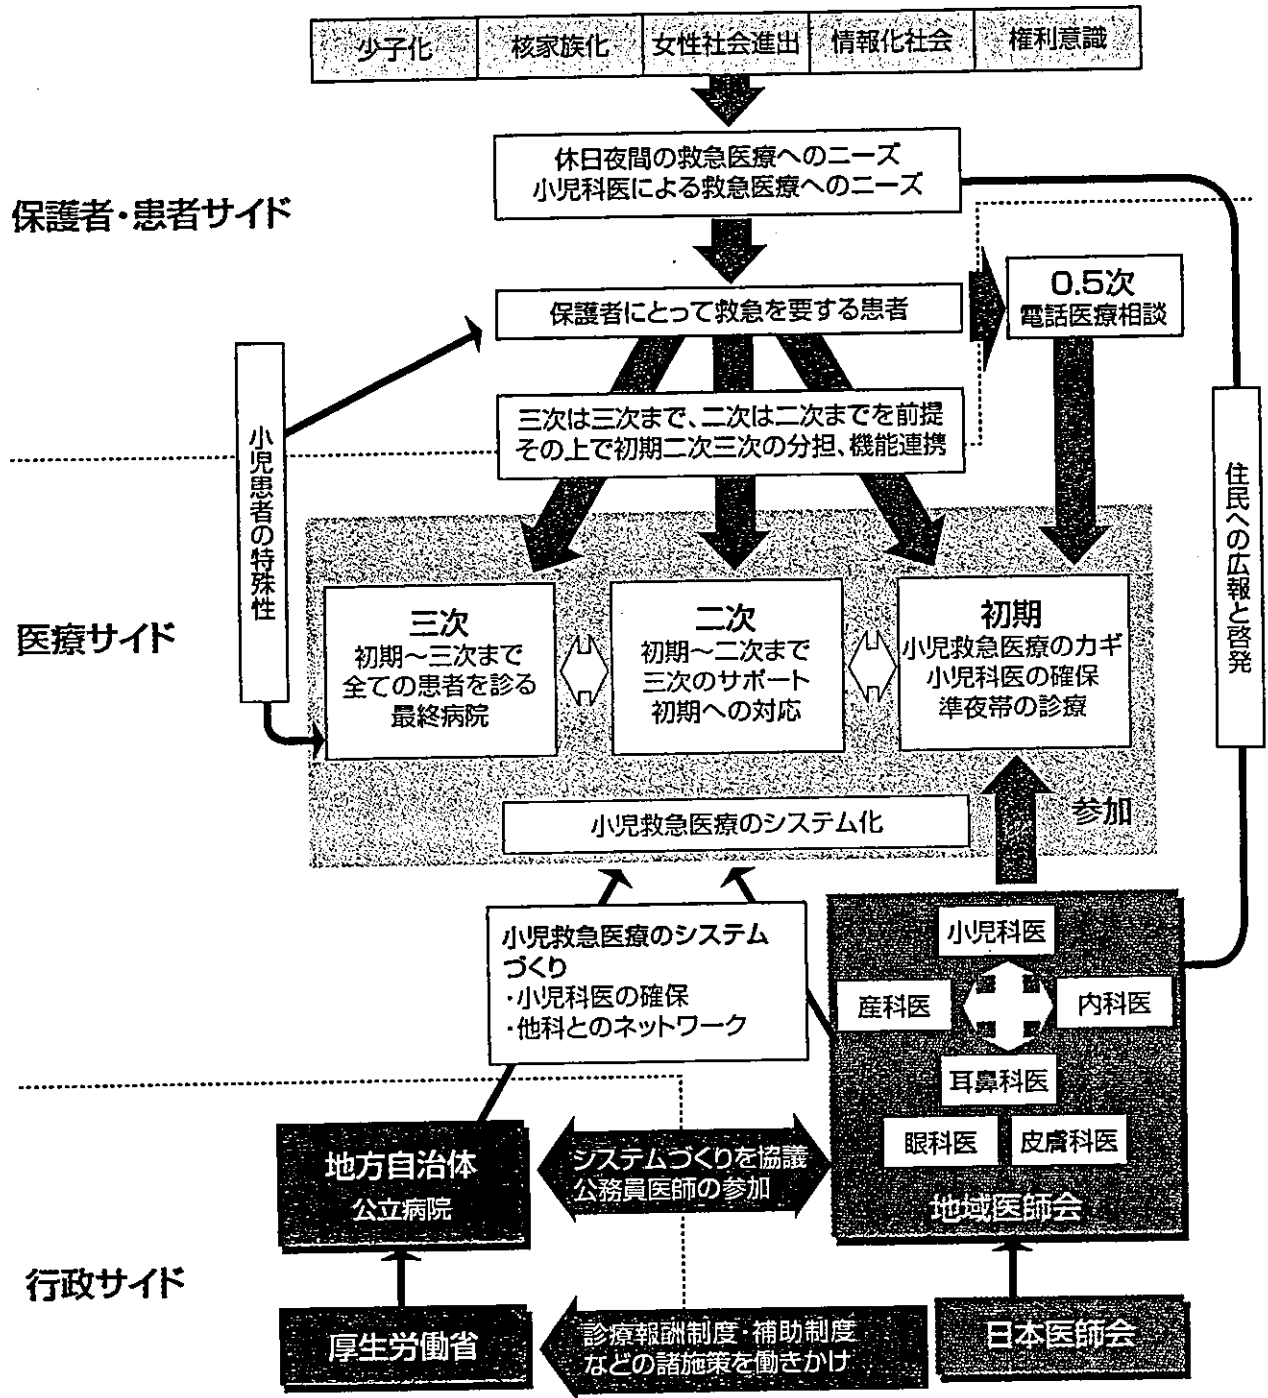 少子化
核家族化
女性社会進出
情報化社会
権利意識
休日夜間の救急医療へのニーズ
小児科医による救急医療へのニーズ
保護者・患者サイド
0.5次
電話医療相談
保護者にとって救急を要する患者
三次は三次まで、二次は二次までを前提
その上で初期二次三次の分担、機能連携
小児患者の特殊性
住民への広報と啓発
医療サイド
三次
初期～三次まで
全ての患者を診る
最終病院
二次
初期～二次まで
三次のサポート
初期への対応
初期
小児救急医療のカギ
小児科医の確保
準夜帯の診療
小児救急医療のシステム化
参加
小児救急医療のシステム
づくり
・小児科医の確保
・他科とのネットワーク
小児科医
産科医
内科医
耳鼻科医
眼科医
皮膚科医
地域医師会
地方自治体
公立病院
システムづくりを協議
公務員医師の参加
行政サイド
厚生労働省
診療報酬制度・補助制度
などの諸施策を働きかけ
日本医師会